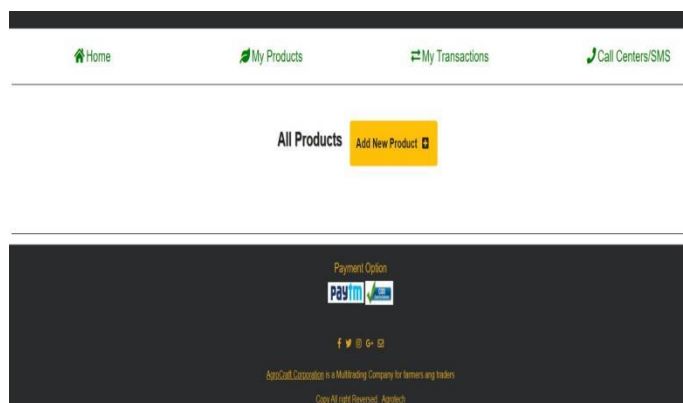 Home My Products My Transactions Call Centers/SMS
All Products Add New Product
Payment Option
paytm
AgroCraft Corporation is a Multitrading Company for farmers ang traders
Copy All right Reversed Agrotech